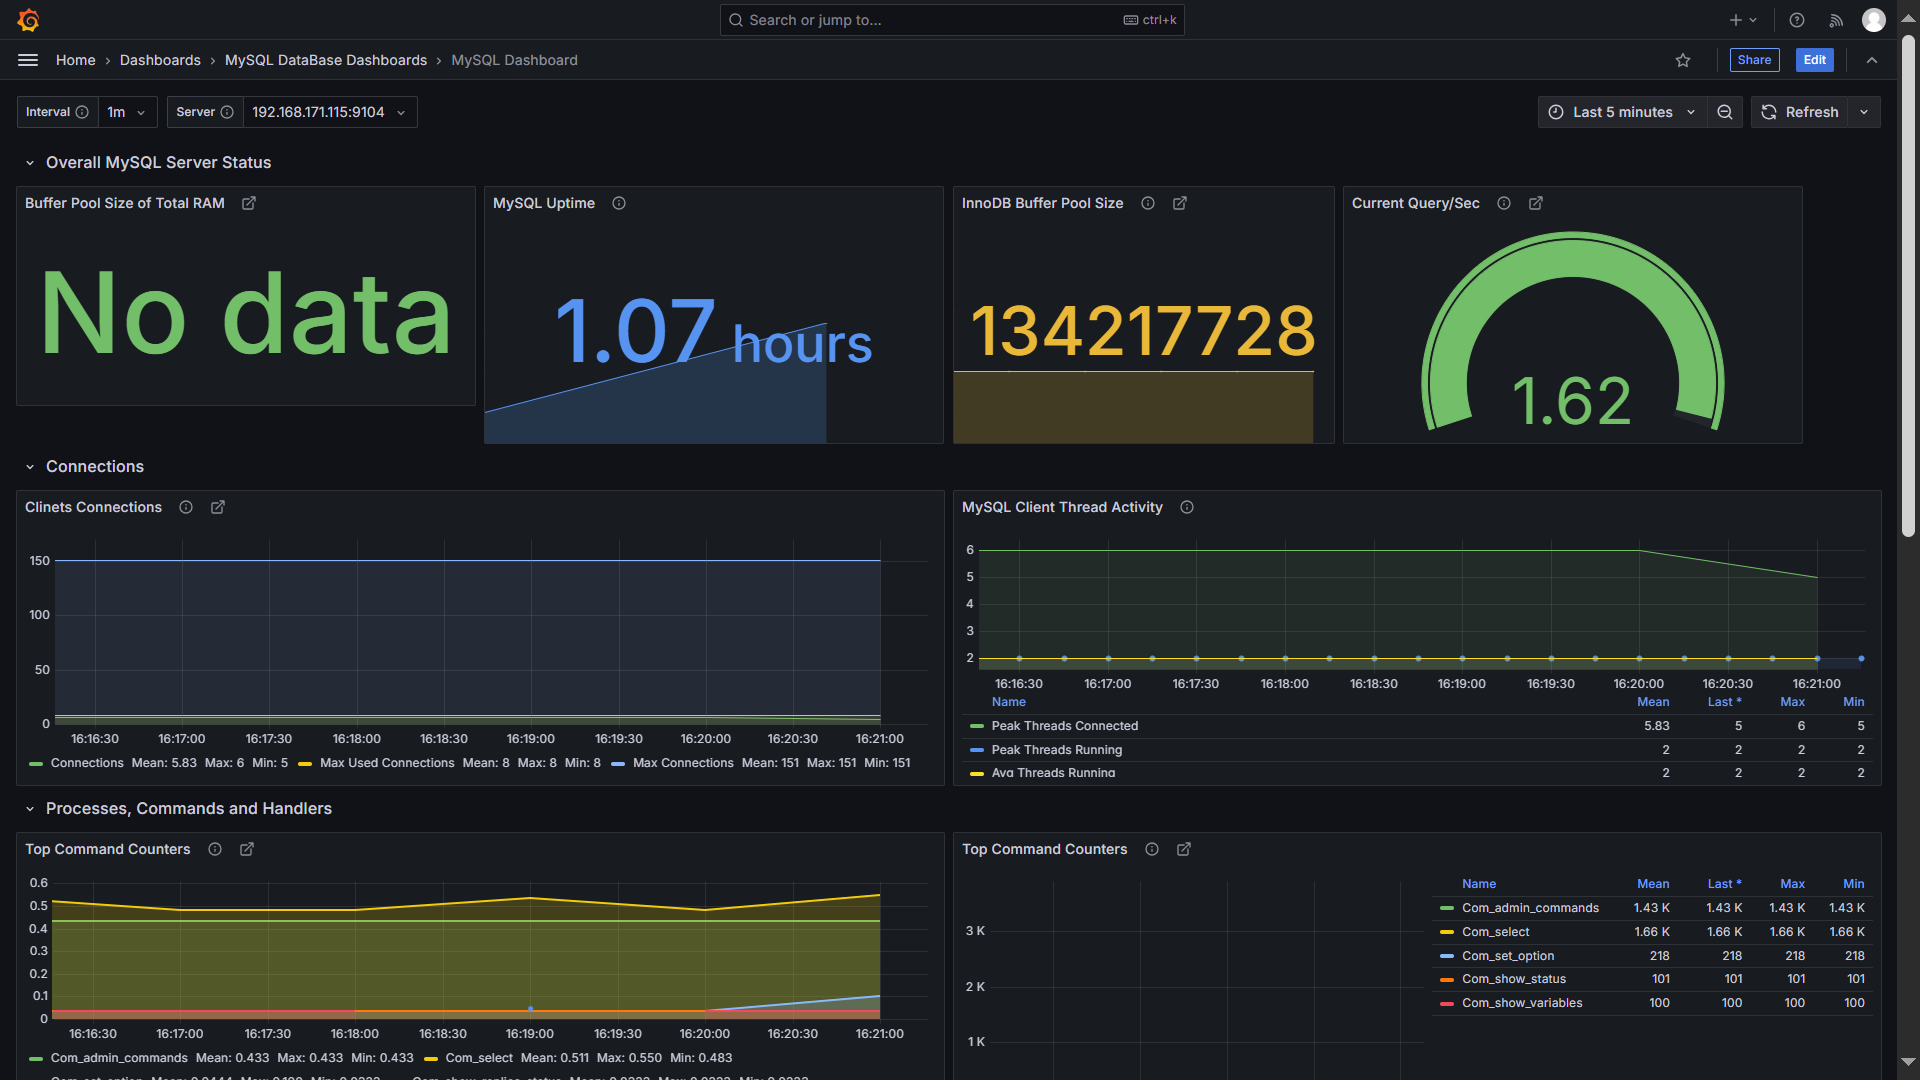 Search or jump to...
ctrl+k
Home › Dashboards › MySQL DataBase Dashboards › MySQL Dashboard
Share
Edit
Interval
1m
Server
192.168.171.115:9104
Last 5 minutes
Refresh
Overall MySQL Server Status
Buffer Pool Size of Total RAM
No data
MySQL Uptime
1.07 hours
InnoDB Buffer Pool Size
134217728
Current Query/Sec
1.62
Connections
Clinets Connections
150
100
50
0
16:16:30 16:17:00 16:17:30 16:18:00 16:18:30 16:19:00 16:19:30 16:20:00 16:20:30 16:21:00
Connections Mean: 5.83 Max: 6 Min: 5 Max Used Connections Mean: 8 Max: 8 Min: 8 Max Connections Mean: 151 Max: 151 Min: 151
MySQL Client Thread Activity
6
5
4
3
2
16:16:30 16:17:00 16:17:30 16:18:00 16:18:30 16:19:00 16:19:30 16:20:00 16:20:30 16:21:00
Name Mean Last * Max Min
Peak Threads Connected 5.83 5 6 5
Peak Threads Running 2 2 2 2
Avg Threads Running 2 2 2 2
Processes, Commands and Handlers
Top Command Counters
0.6
0.5
0.4
0.3
0.2
0.1
0
16:16:30 16:17:00 16:17:30 16:18:00 16:18:30 16:19:00 16:19:30 16:20:00 16:20:30 16:21:00
Com_admin_commands Mean: 0.433 Max: 0.433 Min: 0.433 Com_select Mean: 0.511 Max: 0.550 Min: 0.483
Top Command Counters
3 K
2 K
1 K
Name Mean Last * Max Min
Com_admin_commands 1.43 K 1.43 K 1.43 K 1.43 K
Com_select 1.66 K 1.66 K 1.66 K 1.66 K
Com_set_option 218 218 218 218
Com_show_status 101 101 101 101
Com_show_variables 100 100 100 100